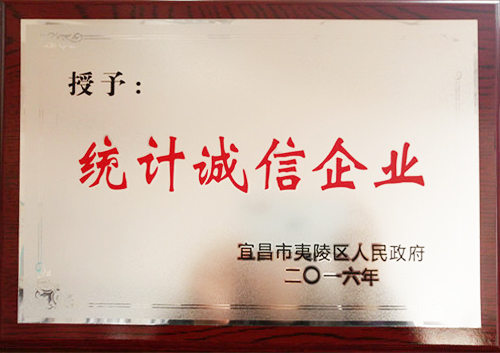 授予：
统计诚信企业
宜昌市夷陵区人民政府
二〇一六年